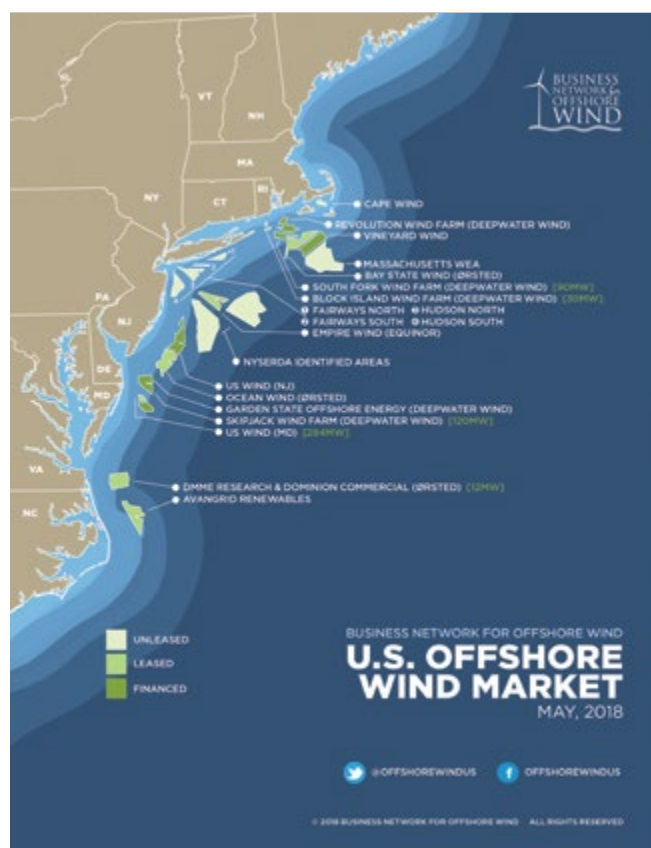 BUSINESS
NETWORK for
OFFSHORE
WIND
VT
NH
MA
NY
CT
RI
PA
NJ
DE
MD
VA
NC
CAPE WIND
REVOLUTION WIND FARM (DEEPWATER WIND)
VINEYARD WIND
MASSACHUSETTS WEA
BAY STATE WIND (ØRSTED)
SOUTH FORK WIND FARM (DEEPWATER WIND) [90MW]
BLOCK ISLAND WIND FARM (DEEPWATER WIND) [30MW]
FAIRWAYS NORTH HUDSON NORTH
FAIRWAYS SOUTH HUDSON SOUTH
EMPIRE WIND (EQUINOR)
NYSERDA IDENTIFIED AREAS
US WIND (NJ)
OCEAN WIND (ØRSTED)
GARDEN STATE OFFSHORE ENERGY (DEEPWATER WIND)
SKIPJACK WIND FARM (DEEPWATER WIND) [120MW]
US WIND (MD) [248MW]
DMME RESEARCH & DOMINION COMMERCIAL (ØRSTED) [12MW]
AVANGRID RENEWABLES
UNLEASED
LEASED
FINANCED
BUSINESS NETWORK FOR OFFSHORE WIND
U.S. OFFSHORE
WIND MARKET
MAY, 2018
@OFFSHOREWINDUS
OFFSHOREWINDUS
© 2018 BUSINESS NETWORK FOR OFFSHORE WIND ALL RIGHTS RESERVED